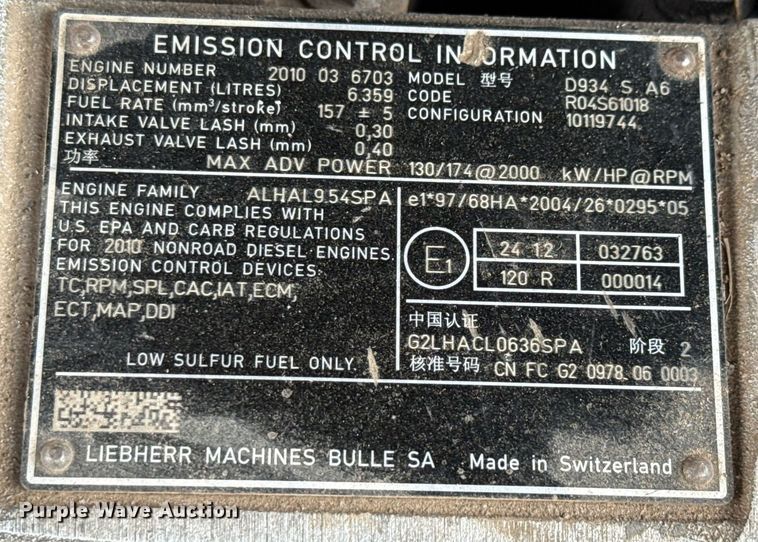 EMISSION CONTROL INFORMATION
ENGINE NUMBER 2010 03 6703
DISPLACEMENT (LITRES) 6.359
FUEL RATE (mm³/stroke) 157 ± 5
INTAKE VALVE LASH (mm) 0,30
EXHAUST VALVE LASH (mm) 0,40
MODEL 型号 D934 S A6
CODE R04S61018
CONFIGURATION 10119744
功率 MAX ADV POWER 130/174@2000 kW/HP@RPM
ENGINE FAMILY ALHAL9.54SPA
THIS ENGINE COMPLIES WITH
U.S. EPA AND CARB REGULATIONS
FOR 2010 NONROAD DIESEL ENGINES.
EMISSION CONTROL DEVICES:
TC,RPM,SPL,CAC,IAT,ECM,
ECT,MAP,DDI
LOW SULFUR FUEL ONLY
e1*97/68HA*2004/26*0295*05
E1
24 12 032763
120 R 000014
中国认证
G2LHACL0636SPA 阶段 2
核准号码 CN FC G2 0978 06 0003
LIEBHERR MACHINES BULLE SA Made in Switzerland
Purple Wave Auction